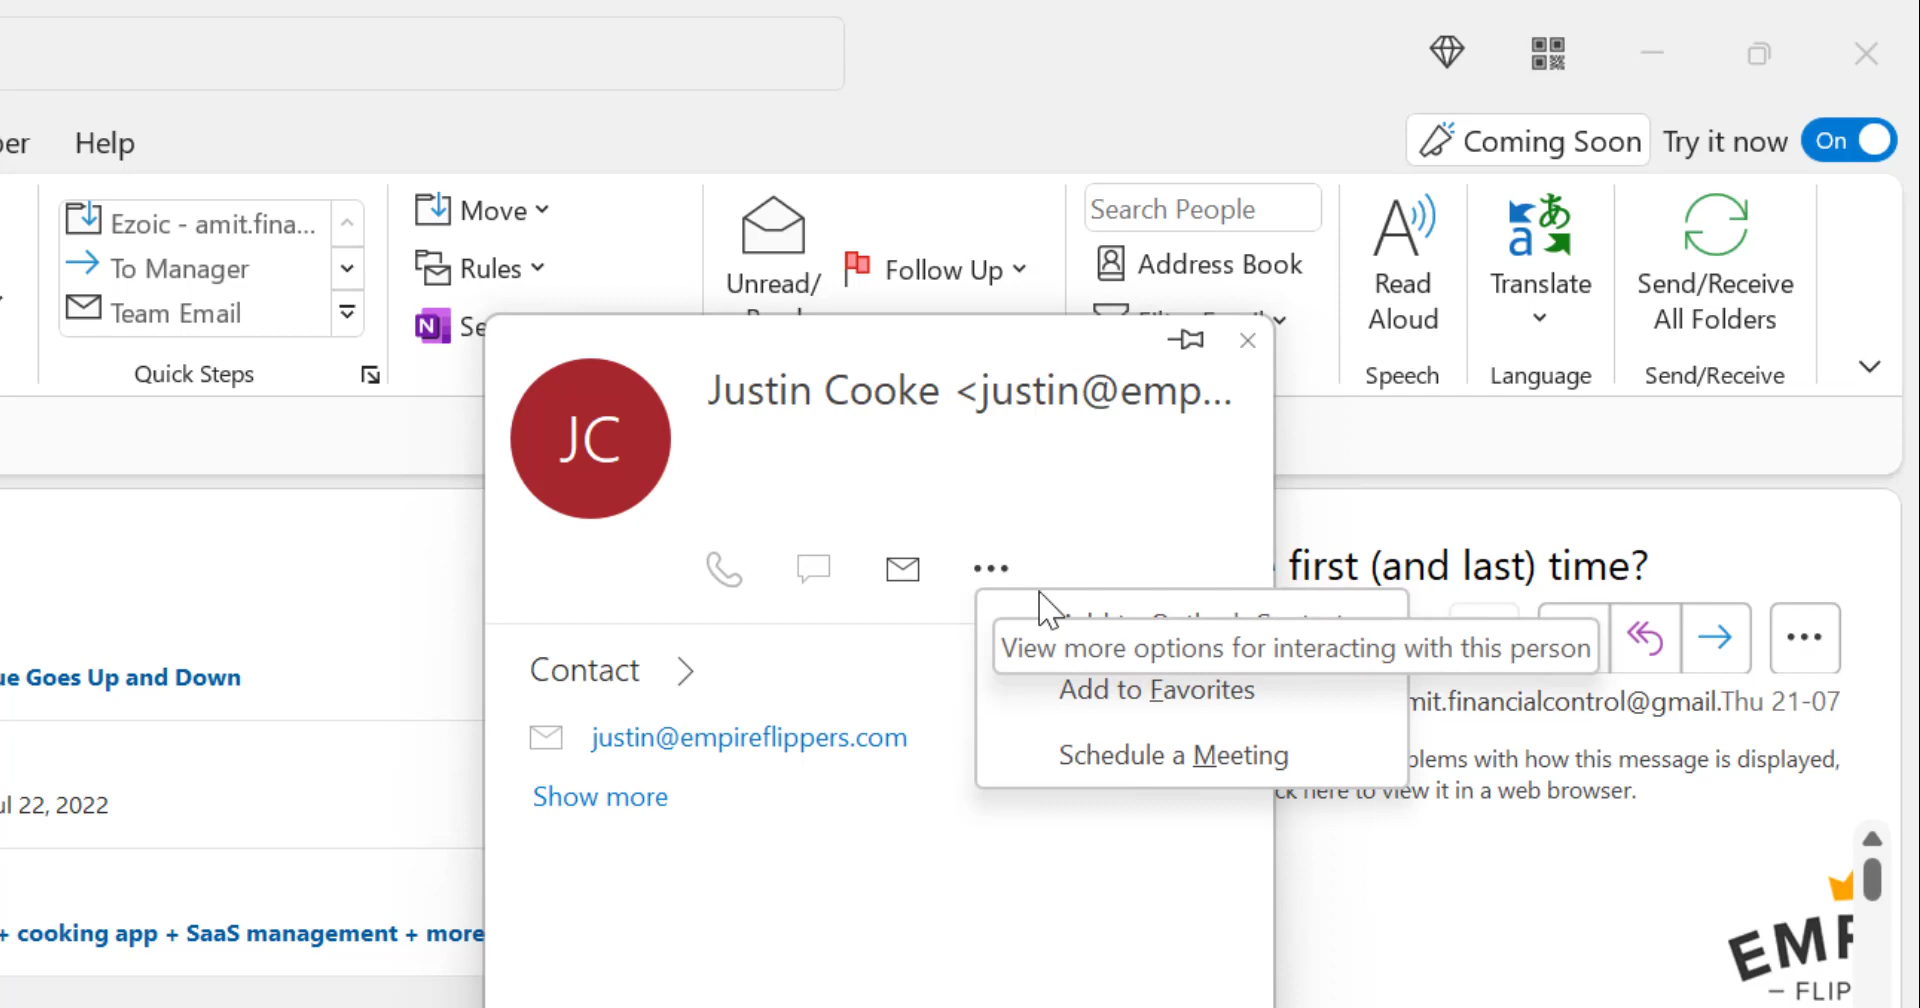 Help
Coming Soon
Try it now
On
Ezoic - amit.fina...
To Manager
Team Email
Quick Steps
Move
Rules
Unread/
Follow Up
Search People
Address Book
Read
Aloud
Speech
Translate
Language
Send/Receive
All Folders
Send/Receive
Justin Cooke <justin@emp...
JC
first (and last) time?
View more options for interacting with this person
Add to Favorites
Schedule a Meeting
Contact
justin@empireflippers.com
Show more
mit.financialcontrol@gmail.
Thu 21-07
blems with how this message is displayed,
ck here to view it in a web browser.
ue Goes Up and Down
ul 22, 2022
+ cooking app + SaaS management + more
EMP
– FLIP